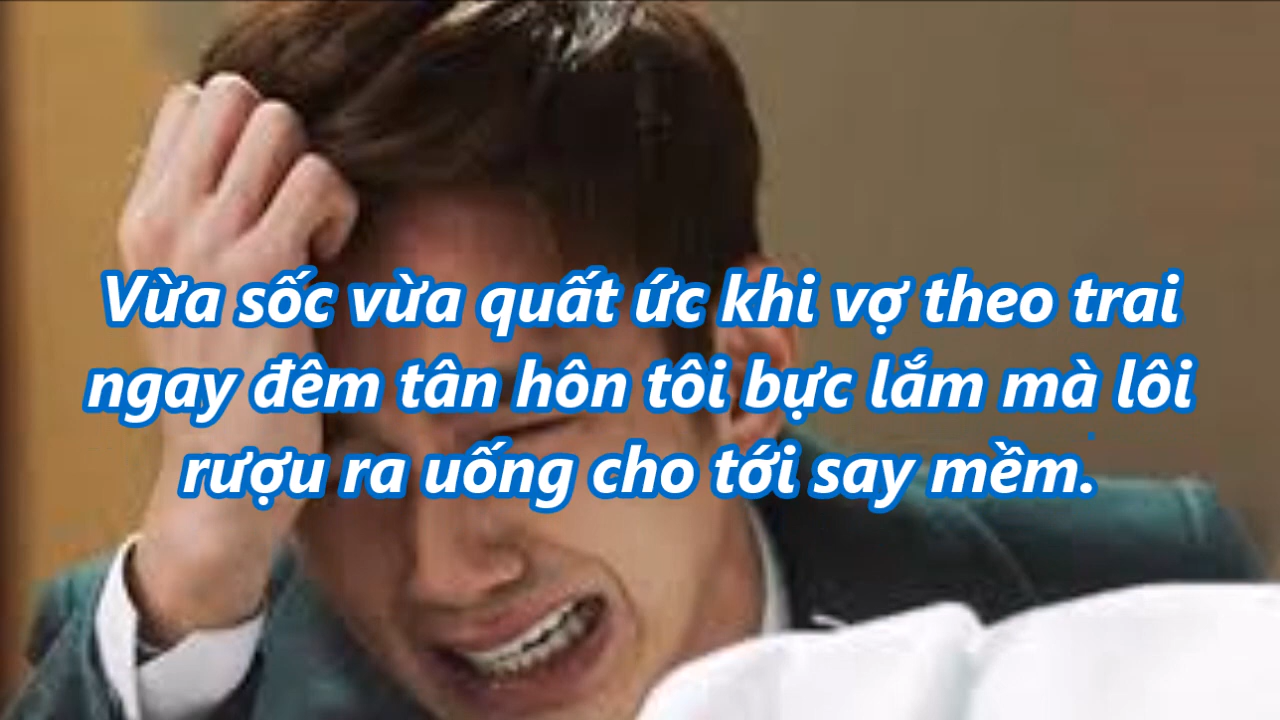 Vừa sốc vừa quất ức khi vợ theo trai
ngay đêm tân hôn tôi bực lắm mà lôi
rượu ra uống cho tới say mềm.